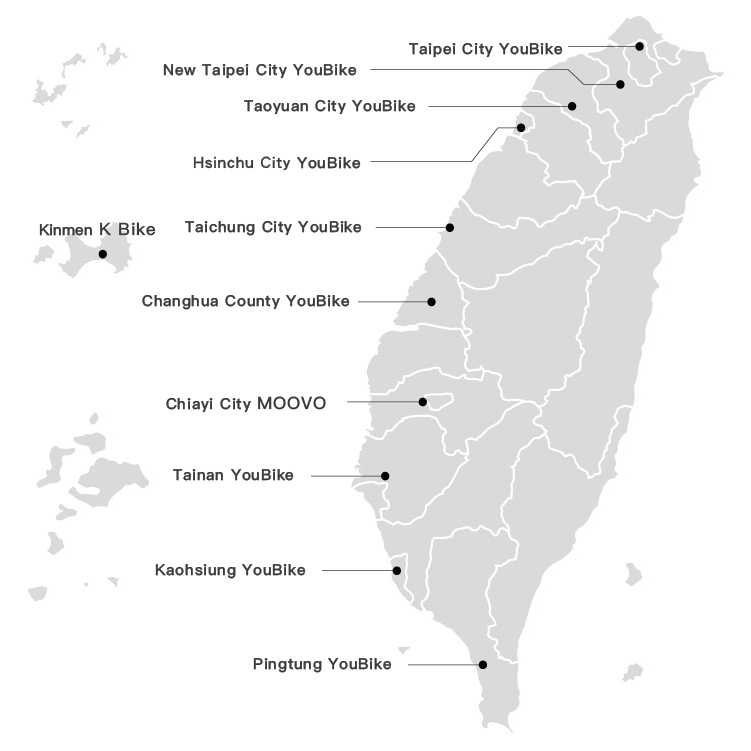 Taipei City YouBike
New Taipei City YouBike
Taoyuan City YouBike
Hsinchu City YouBike
Taichung City YouBike
Kinmen K Bike
Changhua County YouBike
Chiayi City MOOVO
Tainan YouBike
Kaohsiung YouBike
Pingtung YouBike